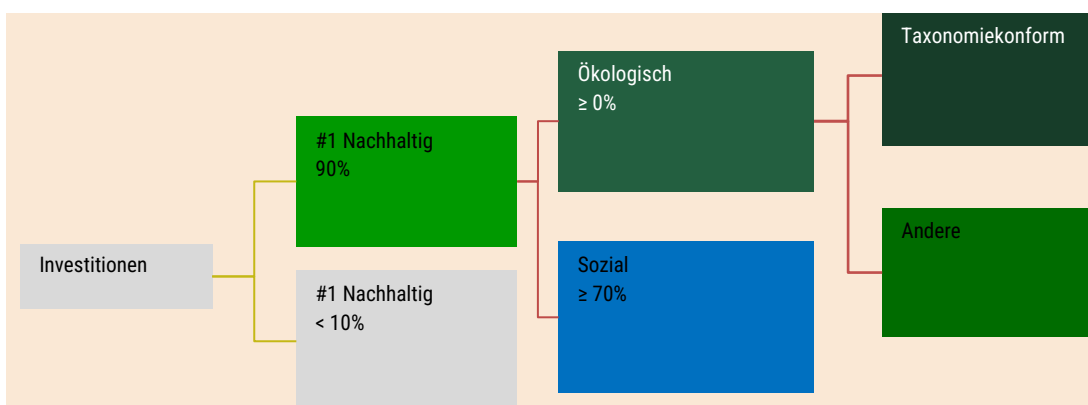 Investitionen
#1 Nachhaltig
90%
#1 Nachhaltig
< 10%
Ökologisch
≥ 0%
Sozial
≥ 70%
Taxonomiekonform
Andere